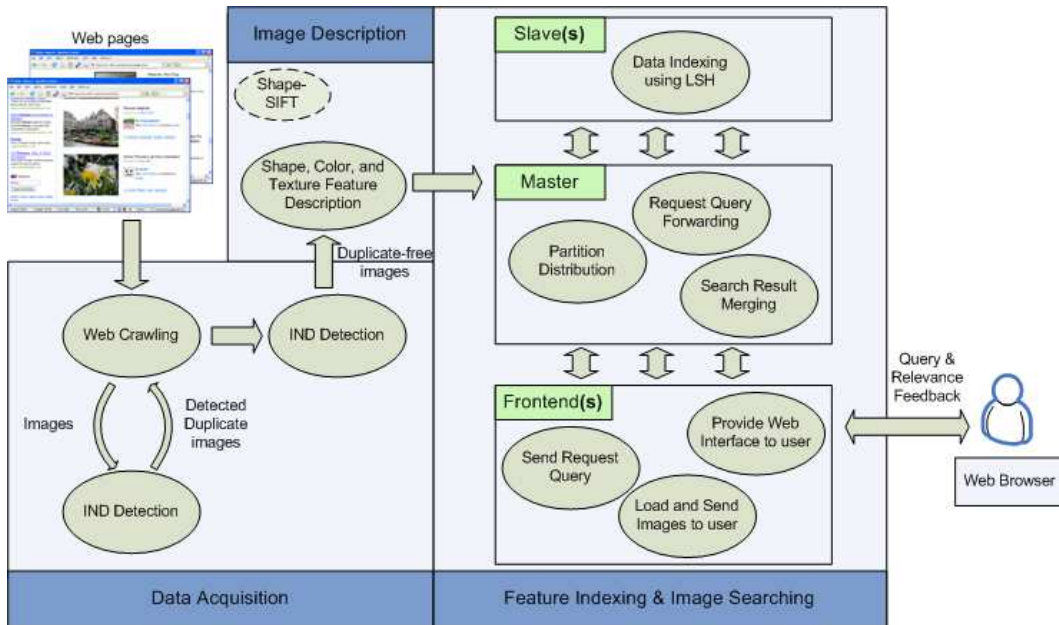 Web pages
Image Description
Shape-
SIFT
Shape, Color, and
Texture Feature
Description
Duplicate-free
images
Web Crawling
IND Detection
Images
Detected
Duplicate
images
IND Detection
Data Acquisition
Slave(s)
Data Indexing
using LSH
Master
Request Query
Forwarding
Partition
Distribution
Search Result
Merging
Frontend(s)
Provide Web
Interface to user
Send Request
Query
Load and Send
Images to user
Feature Indexing & Image Searching
Query &
Relevance
Feedback
Web Browser